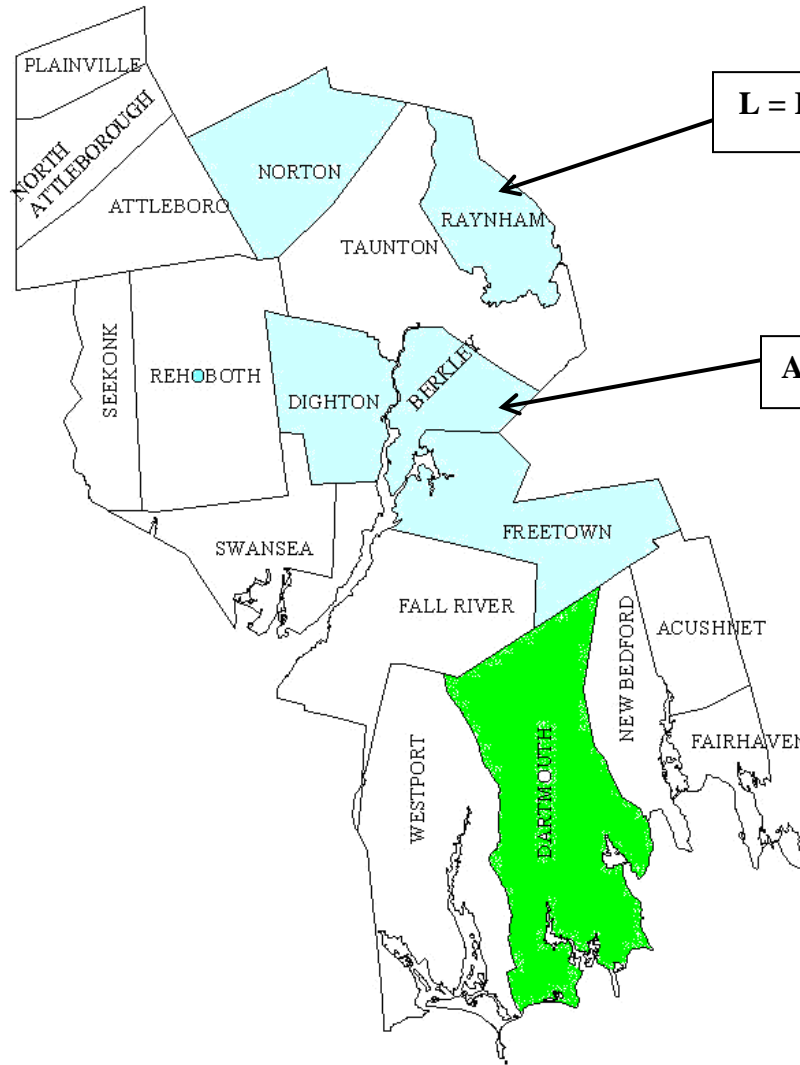 PLAINVILLE
NORTH
ATTLEBOROUGH
L =
NORTON
ATTLEBORO
RAYNHAM
TAUNTON
SEEKONK
REHOBOTH
DIGHTON
BERKLEY
A
FREETOWN
SWANSEA
FALL RIVER
NEW BEDFORD
ACUSHNET
WESTPORT
DARTMOUTH
FAIRHAVEN